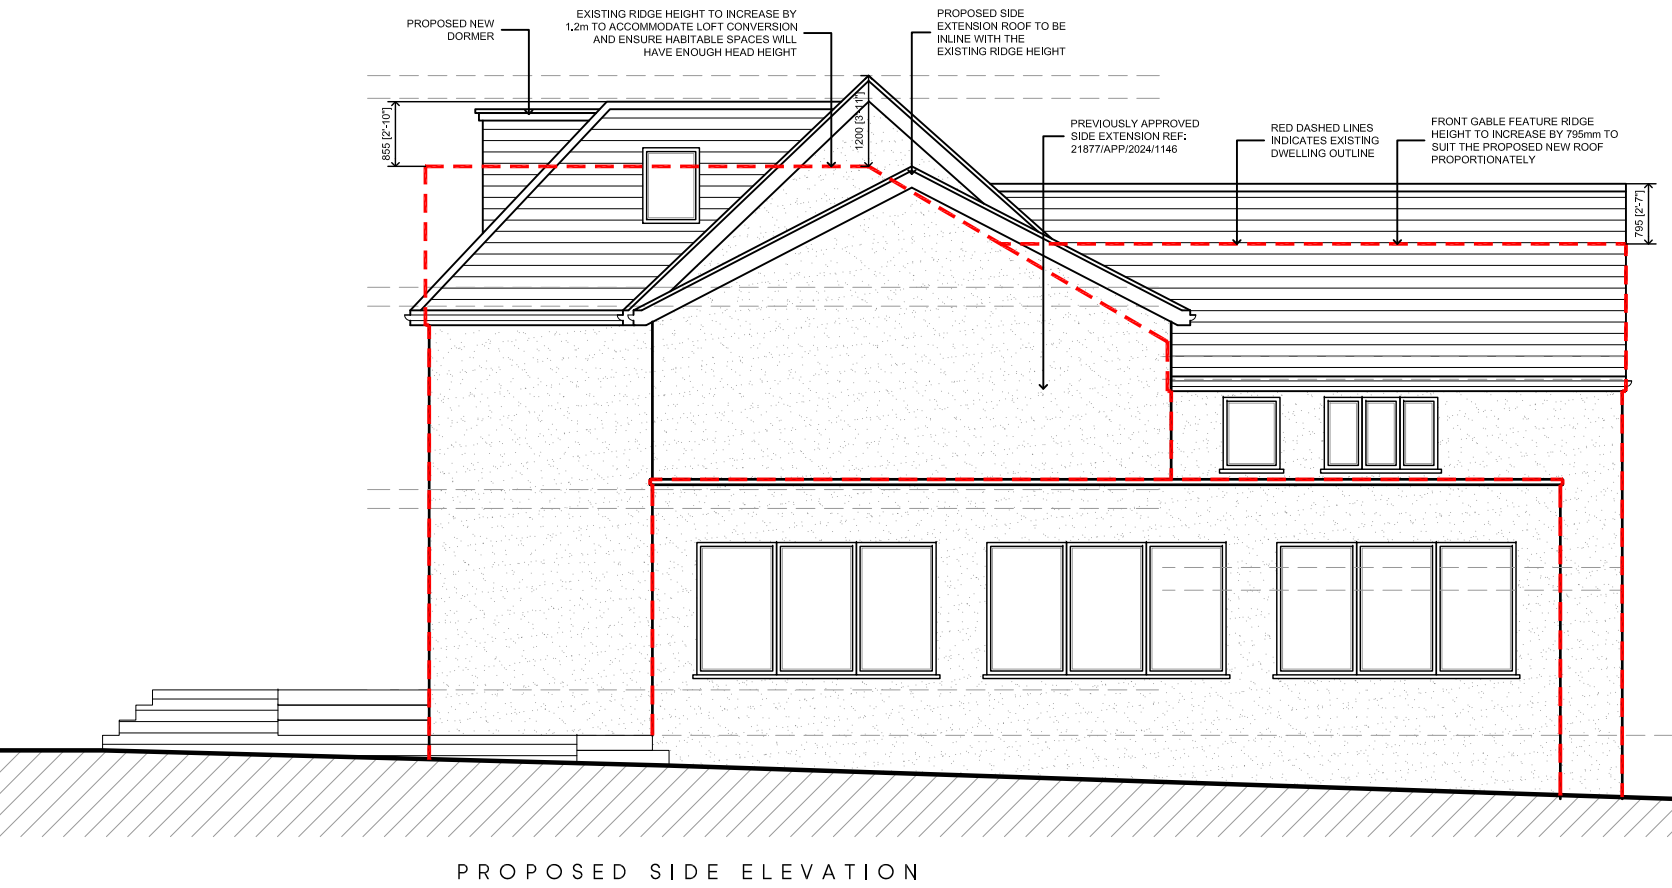 PROPOSED NEW
DORMER
EXISTING RIDGE HEIGHT TO INCREASE BY
1.2m TO ACCOMMODATE LOFT CONVERSION
AND ENSURE HABITABLE SPACES WILL
HAVE ENOUGH HEAD HEIGHT
PROPOSED SIDE
EXTENSION ROOF TO BE
INLINE WITH THE
EXISTING RIDGE HEIGHT
PREVIOUSLY APPROVED
SIDE EXTENSION REF:
21877/APP/2024/1146
RED DASHED LINES
INDICATES EXISTING
DWELLING OUTLINE
FRONT GABLE FEATURE RIDGE
HEIGHT TO INCREASE BY 795mm TO
SUIT THE PROPOSED NEW ROOF
PROPORTIONATELY
855 [2'-10"]
1200 [3'-11"]
795 [2'-7"]
PROPOSED SIDE ELEVATION